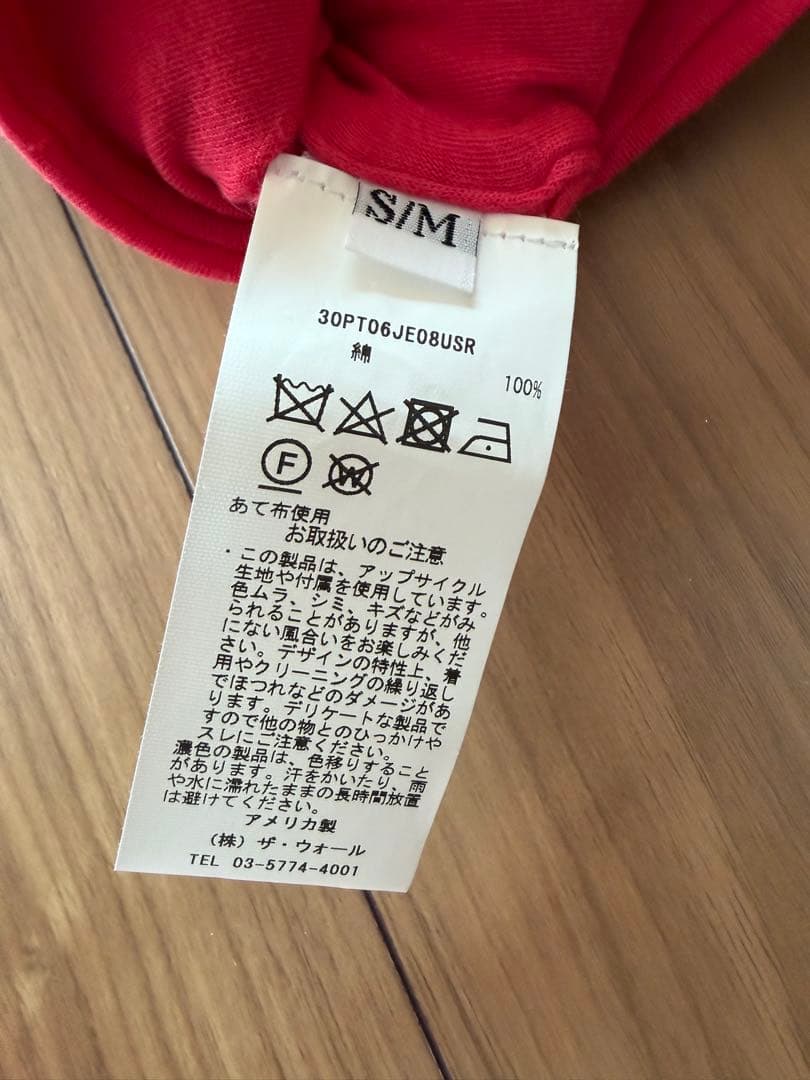 S/M
30PT06JE08USR
綿
100%
F
W
あて布使用
お取扱いのご注意
・この製品は、アップサイクル
生地や付属を使用しています。
色ムラ、シミ、キズなどがみ
られることがありますが、他
にない風合いをお楽しみくだ
さい。デザインの特性上、着
用やクリーニングの繰り返し
でほつれなどのダメージがあ
ります。デリケートな製品で
すので他の物とのひっかけや
スレにご注意ください。
濃色の製品は、色移りすること
があります。汗をかいたり、雨
や水に濡れたままの長時間放置
は避けてください。
アメリカ製
(株) ザ・ウォール
TEL 03-5774-4001